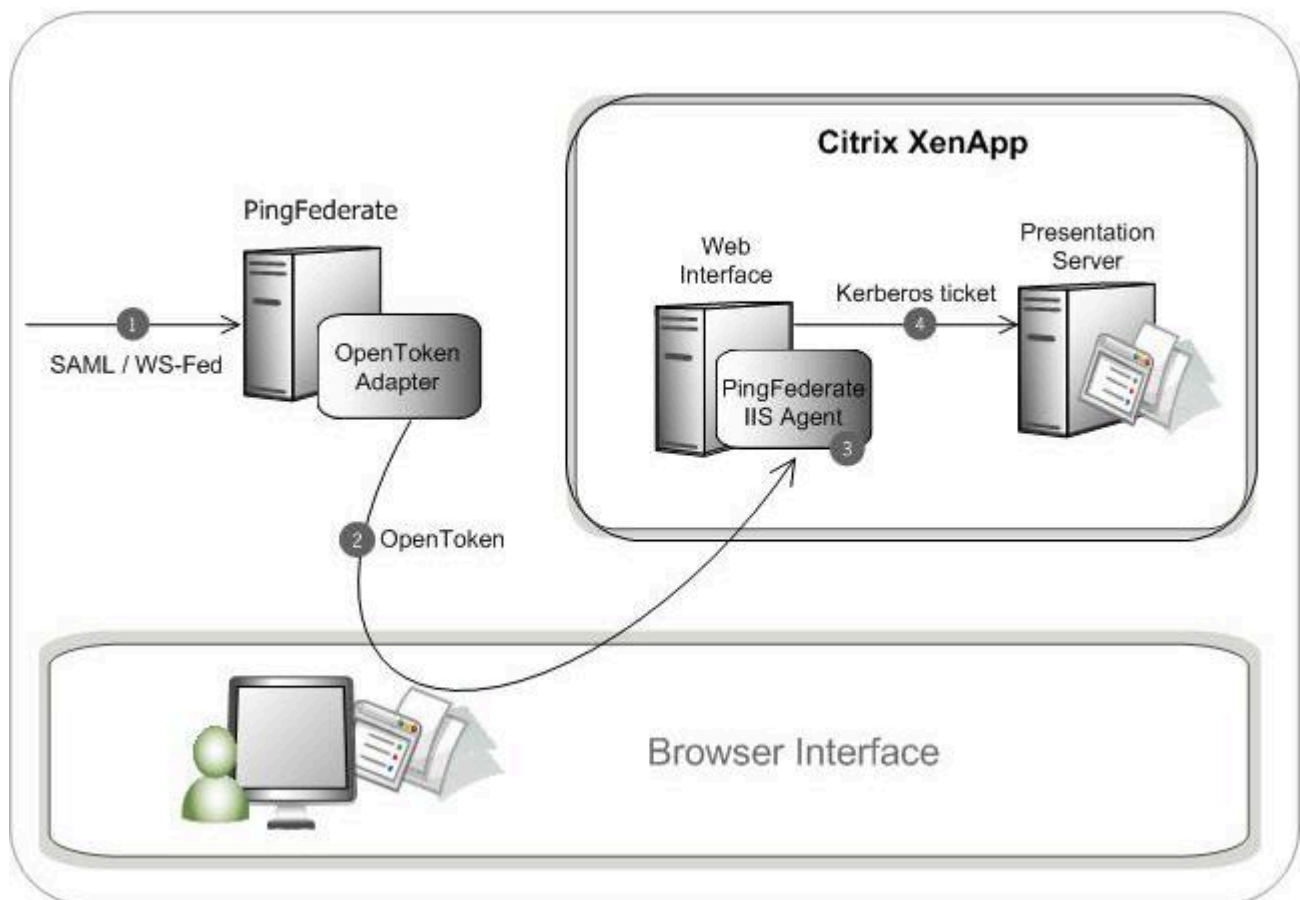 Citrix XenApp
PingFederate
Web
Interface
Presentation
Server
Kerberos ticket
1
4
SAML / WS-Fed
OpenToken
Adapter
PingFederate
IIS Agent
3
2
OpenToken
Browser Interface